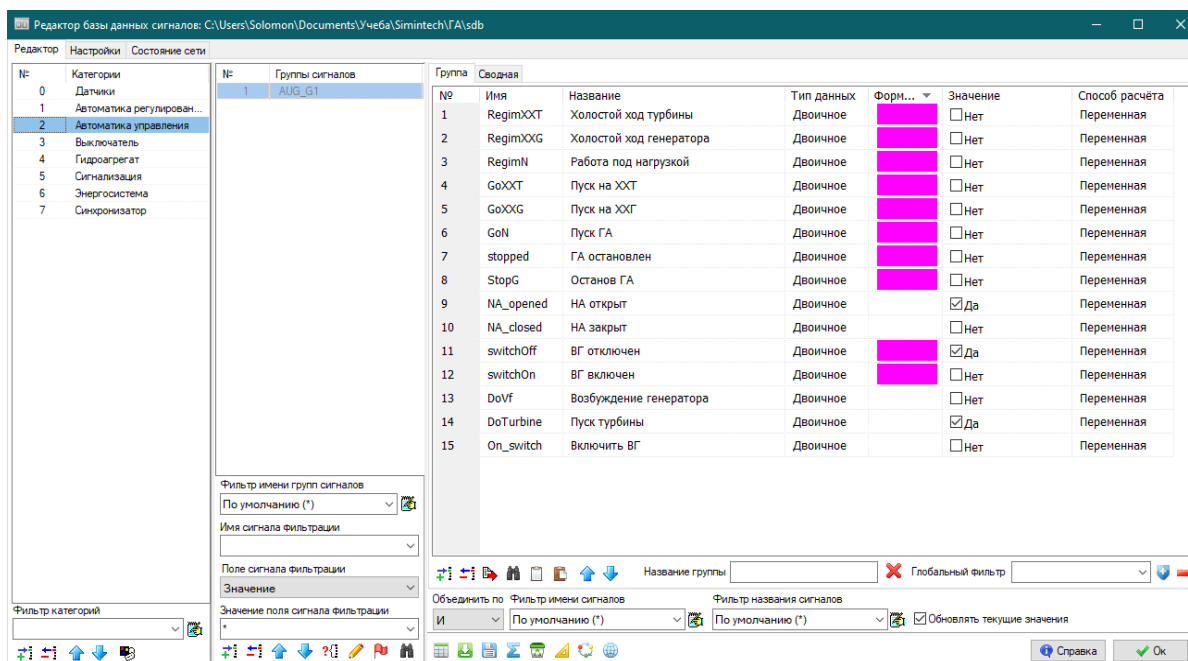 Редактор базы данных сигналов: C:\Users\Solomon\Documents\Учеба\Simintech\ГА\sdb
Редактор Настройки Состояние сети
№ Категории
0 Датчики
1 Автоматика регулирован...
2 Автоматика управления
3 Выключатель
4 Гидроагрегат
5 Сигнализация
6 Энергосистема
7 Синхронизатор
Фильтр категорий
№ Группы сигналов
1 AUG_G1
Фильтр имени групп сигналов
По умолчанию (*)
Имя сигнала фильтрации
Поле сигнала фильтрации
Значение
Значение поля сигнала фильтрации
*
Группа Сводная
№ Имя Название Тип данных Форм... Значение Способ расчёта
1 RegimXXT Холостой ход турбины Двоичное Нет Переменная
2 RegimXXG Холостой ход генератора Двоичное Нет Переменная
3 RegimN Работа под нагрузкой Двоичное Нет Переменная
4 GoXXT Пуск на ХХТ Двоичное Нет Переменная
5 GoXXG Пуск на ХХГ Двоичное Нет Переменная
6 GoN Пуск ГА Двоичное Нет Переменная
7 stopped ГА остановлен Двоичное Нет Переменная
8 StopG Останов ГА Двоичное Нет Переменная
9 NA_opened НА открыт Двоичное Да Переменная
10 NA_closed НА закрыт Двоичное Нет Переменная
11 switchOff ВГ отключен Двоичное Да Переменная
12 switchOn ВГ включен Двоичное Нет Переменная
13 DoVf Возбуждение генератора Двоичное Нет Переменная
14 DoTurbine Пуск турбины Двоичное Да Переменная
15 On_switch Включить ВГ Двоичное Нет Переменная
Название группы Глобальный фильтр
Объединить по Фильтр имени сигналов Фильтр названия сигналов
И По умолчанию (*) По умолчанию (*) Обновлять текущие значения
Справка Ок